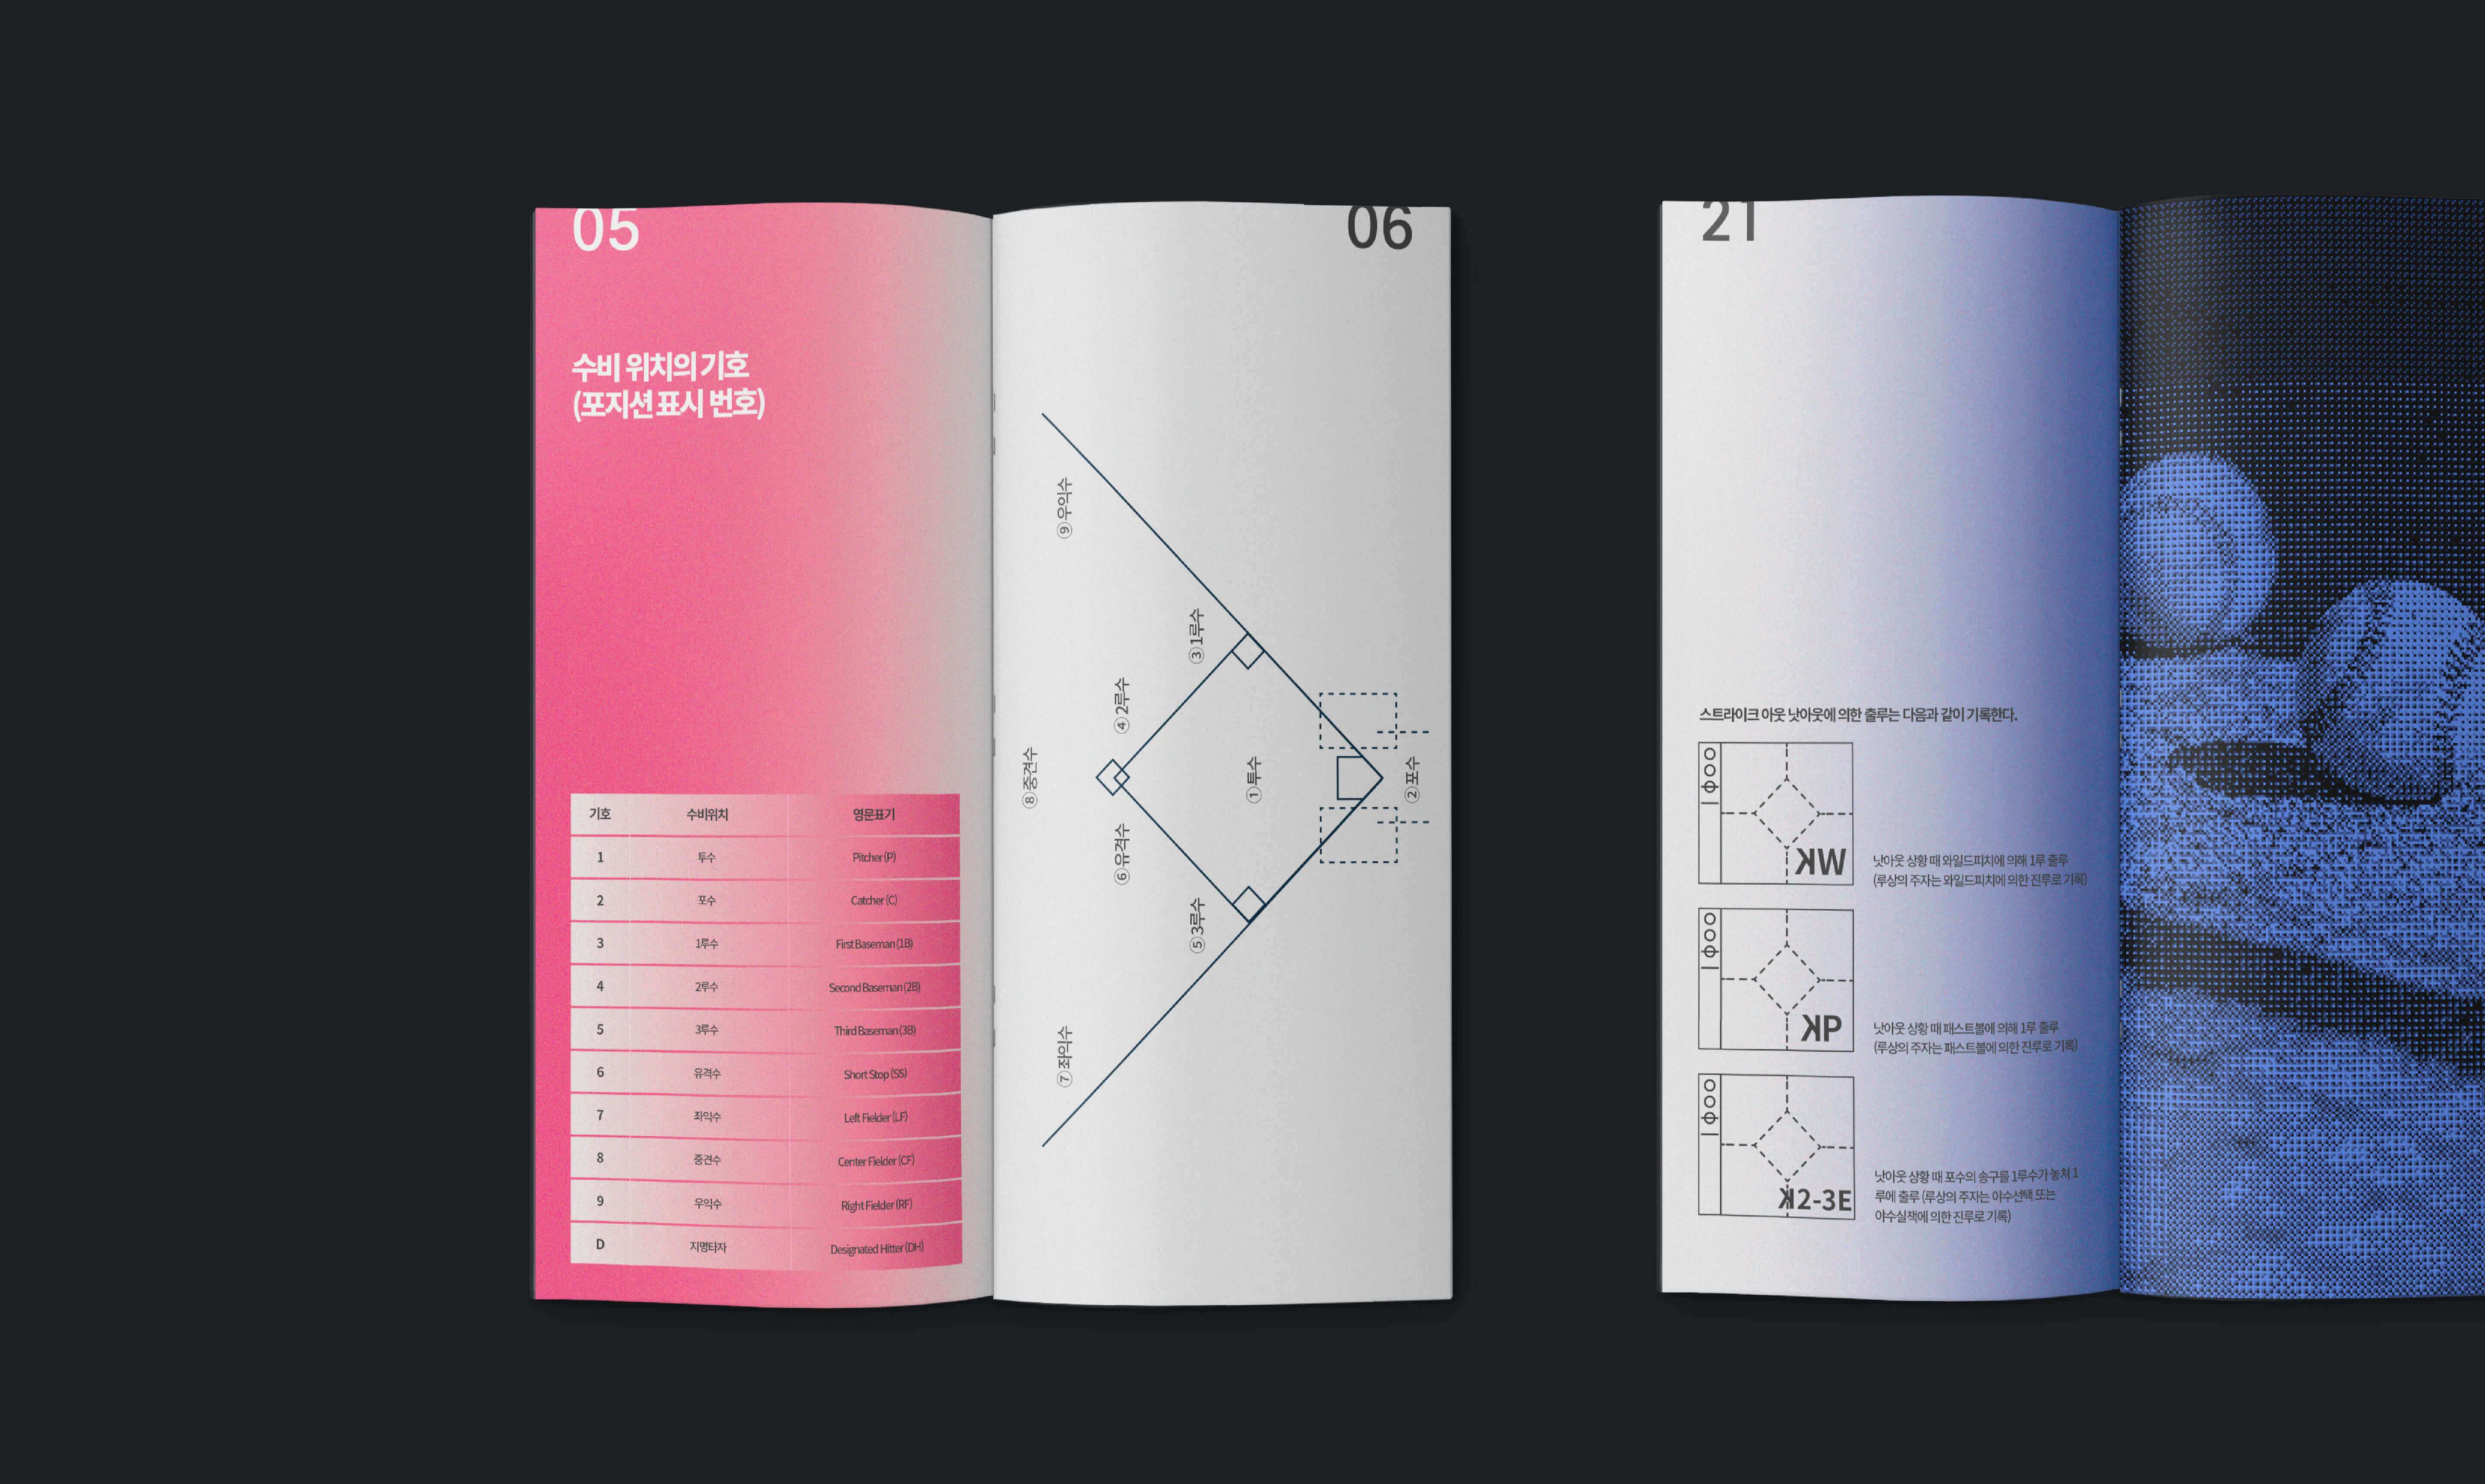 05
수비 위치의 기호
(포지션 표시 번호)
기호 수비위치 영문표기
1 투수 Pitcher (P)
2 포수 Catcher (C)
3 1루수 First Baseman (1B)
4 2루수 Second Baseman (2B)
5 3루수 Third Baseman (3B)
6 유격수 Short Stop (SS)
7 좌익수 Left Fielder (LF)
8 중견수 Center Fielder (CF)
9 우익수 Right Fielder (RF)
D 지명타자 Designated Hitter (DH)
06
⑨ 우익수
③ 1루수
④ 2루수
⑧ 중견수
① 투수
② 포수
⑥ 유격수
⑤ 3루수
⑦ 좌익수
21
스트라이크 아웃 낫아웃에 의한 출루는 다음과 같이 기록한다.
KW
낫아웃 상황 때 와일드피치에 의해 1루 출루
(루상의 주자는 와일드피치에 의한 진루로 기록)
KP
낫아웃 상황 때 패스트볼에 의해 1루 출루
(루상의 주자는 패스트볼에 의한 진루로 기록)
K2-3E
낫아웃 상황 때 포수의 송구를 1루수가 놓쳐 1
루에 출루 (루상의 주자는 야수선택 또는
야수실책에 의한 진루로 기록)